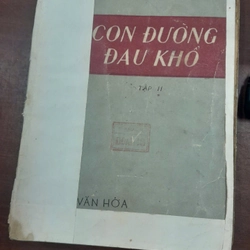 CON ĐƯỜNG
ĐAU KHỔ
TẬP II
VĂN HÓA